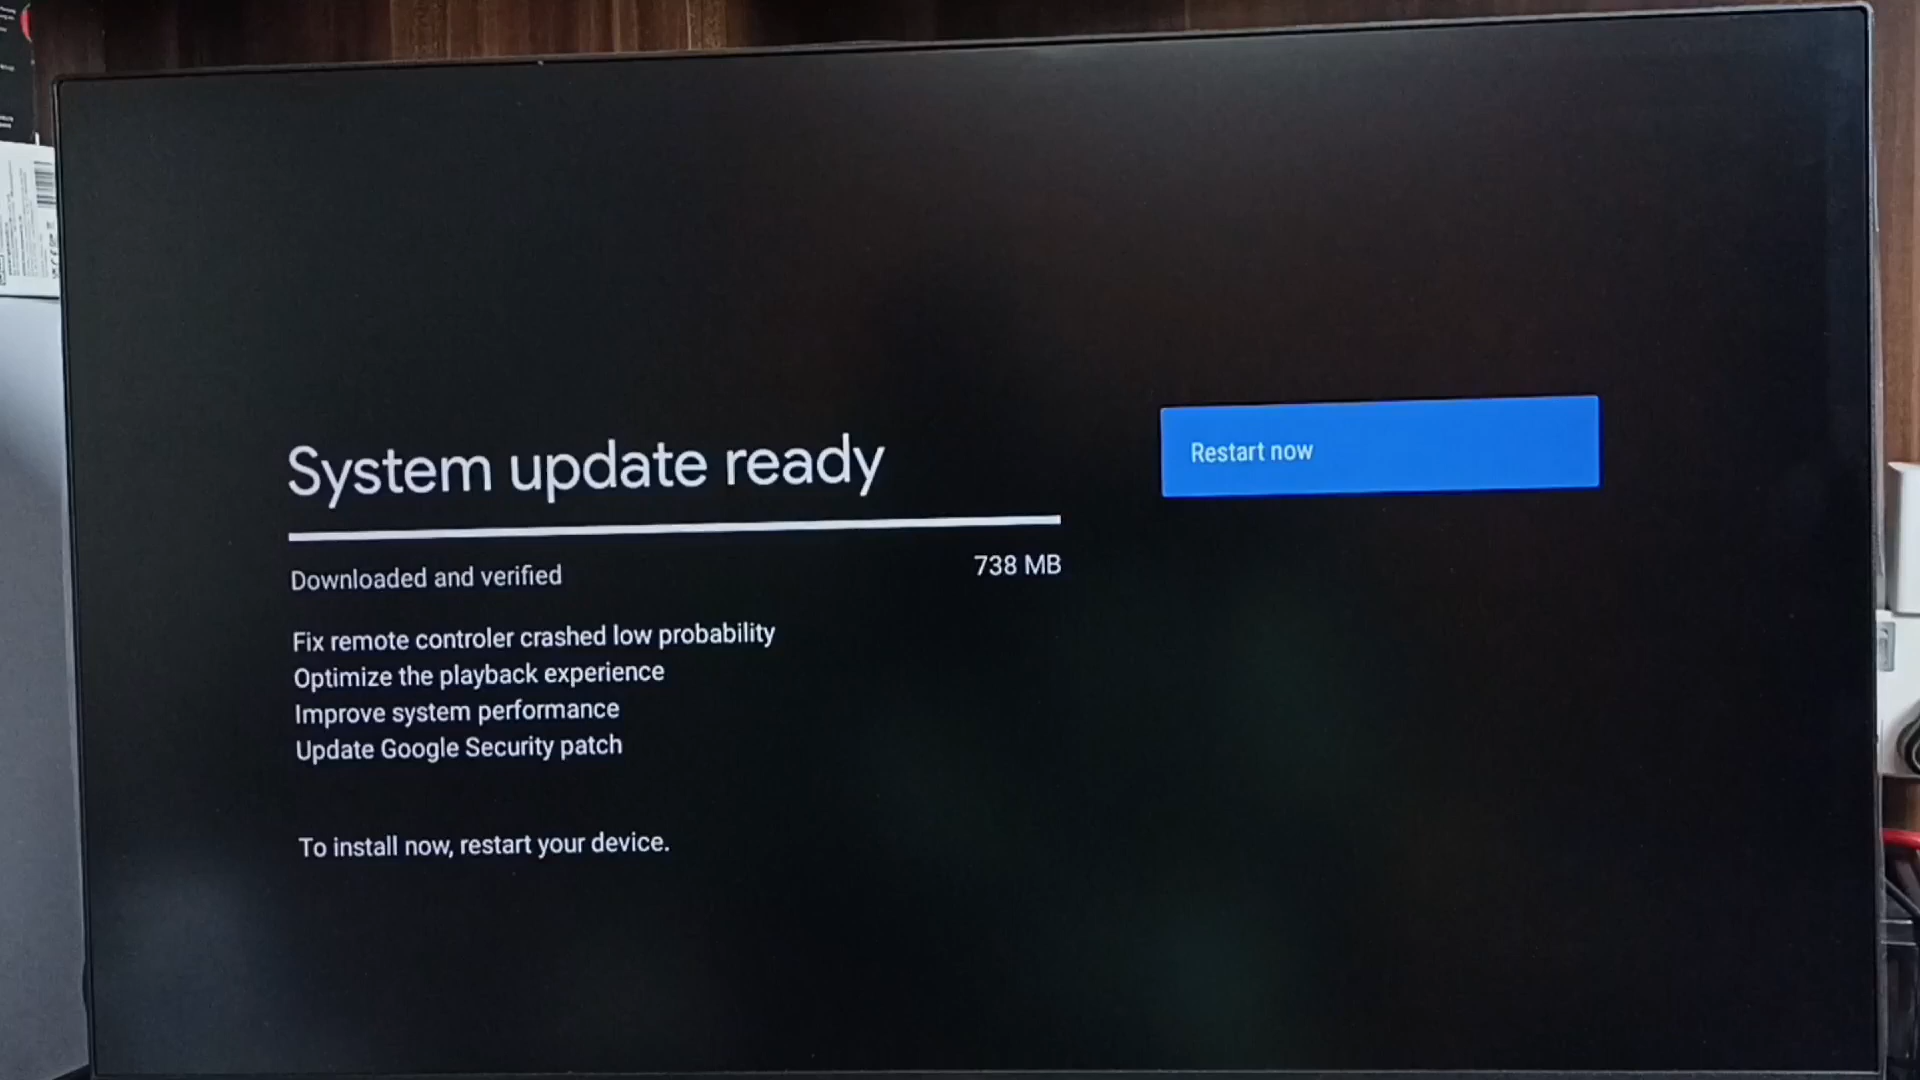 System update ready
Restart now
Downloaded and verified
738 MB
Fix remote controler crashed low probability
Optimize the playback experience
Improve system performance
Update Google Security patch
To install now, restart your device.